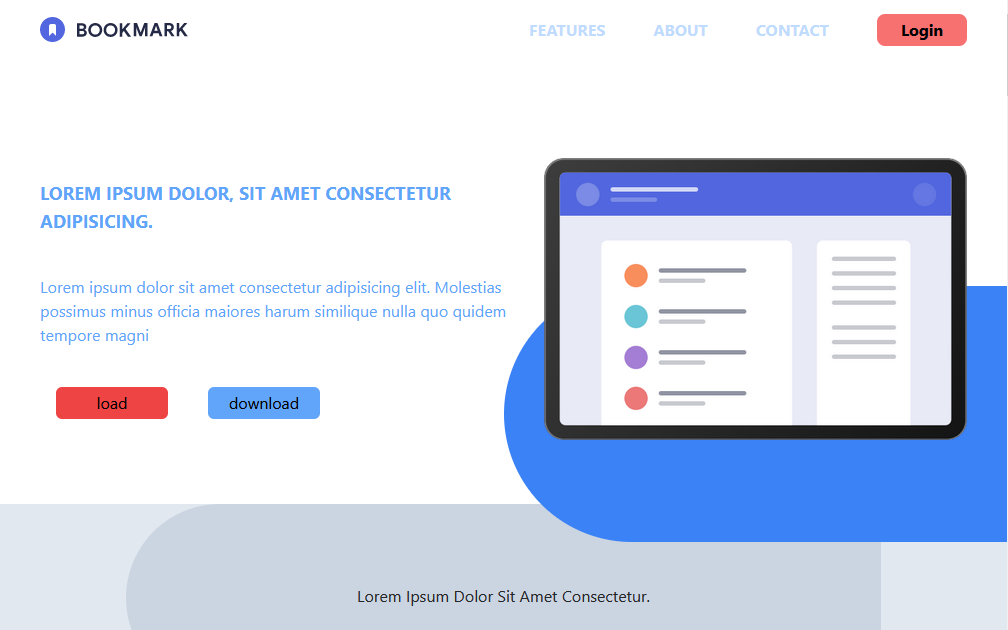 BOOKMARK
FEATURES
ABOUT
CONTACT
Login
LOREM IPSUM DOLOR, SIT AMET CONSECTETUR
ADIPISICING.
Lorem ipsum dolor sit amet consectetur adipisicing elit. Molestias
possimus minus officia maiores harum similique nulla quo quidem
tempore magni
load
download
Lorem Ipsum Dolor Sit Amet Consectetur.